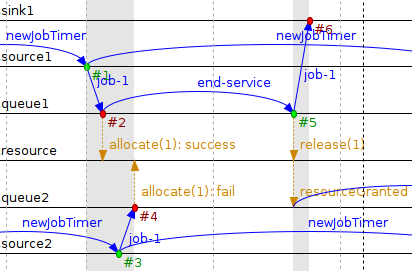 sink1
newJobTimer
newJobTimer
#6
source1
#1
job-1
job-1
end-service
queue1
#2
#5
allocate(1): success
release(1)
resource
allocate(1): fail
resourceGranted
queue2
#4
newJobTimer
newJobTimer
job-1
source2
#3